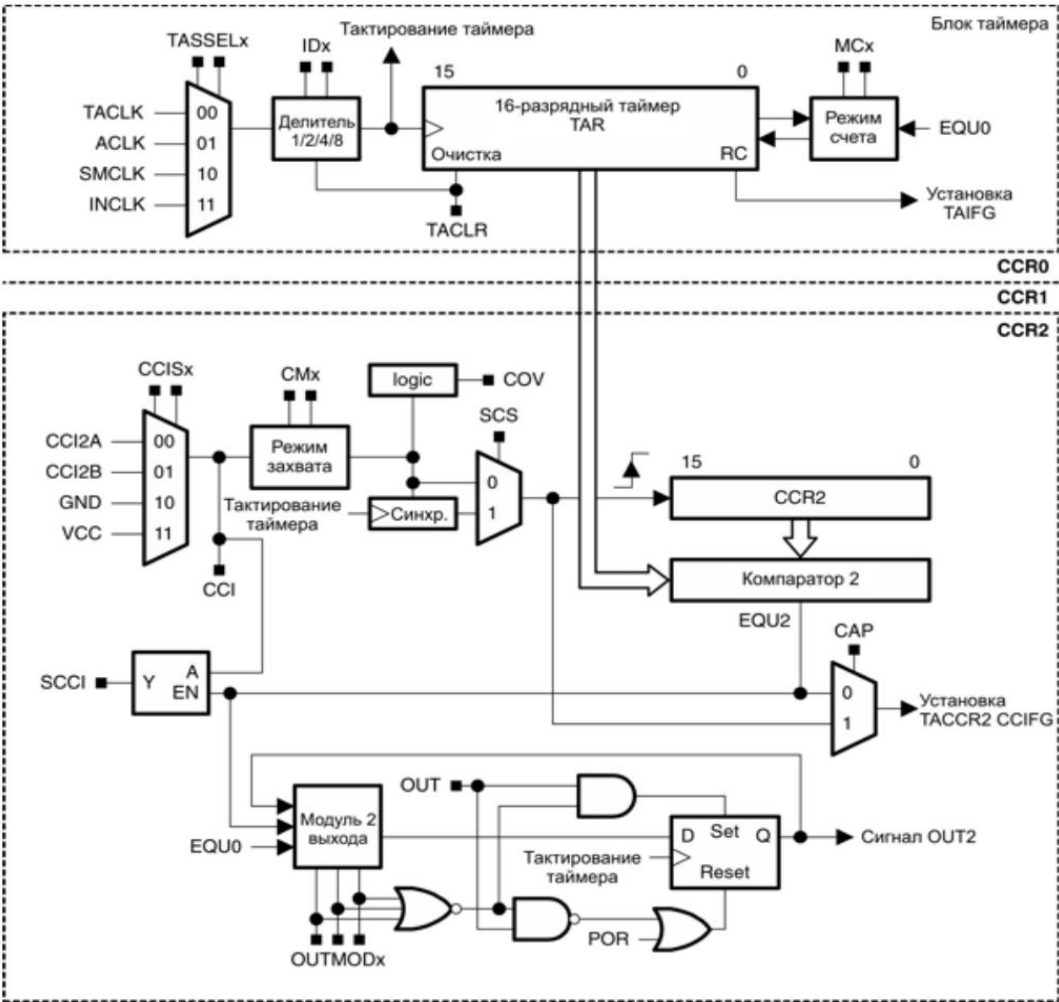 Блок таймера
Тактирование таймера
TASSELx
IDx
15
0
MCx
TACLK
00
ACLK
01
SMCLK
10
INCLK
11
Делитель
1/2/4/8
16-разрядный таймер
TAR
Очистка
RC
Режим
счета
EQU0
TACLR
Установка
TAIFG
CCR0
CCR1
CCR2
CCISx
CMx
logic
COV
SCS
CCI2A
00
CCI2B
01
GND
10
VCC
11
Режим
захвата
Тактирование
таймера
Синхр.
0
1
15
0
CCR2
Компаратор 2
CCI
EQU2
CAP
SCCI
Y
A
EN
0
1
Установка
TACCR2 CCIFG
OUT
Модуль 2
выхода
EQU0
D
Set
Q
Reset
Тактирование
таймера
Сигнал OUT2
POR
OUTMODx